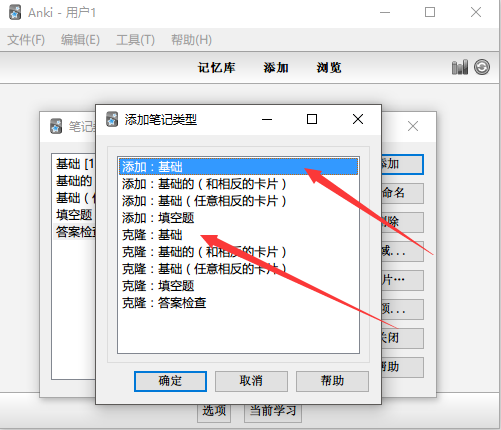 Anki - 用户1
文件(F) 编辑(E) 工具(T) 帮助(H)
记忆库 添加 浏览
笔记
添加笔记类型
基础 [1
基础的
基础（任
填空题
答案检查
添加：基础
添加：基础的（和相反的卡片）
添加：基础（任意相反的卡片）
添加：填空题
克隆：基础
克隆：基础的（和相反的卡片）
克隆：基础（任意相反的卡片）
克隆：填空题
克隆：答案检查
添加
命名
删除
域...
片...
项...
关闭
帮助
确定 取消 帮助
选项 当前学习